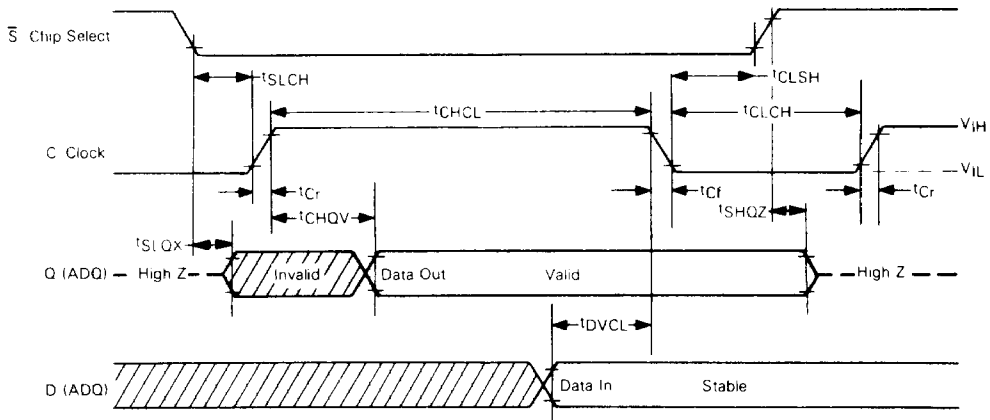 S̅ Chip Select
tSLCH
tCLSH
tCHCL
tCLCH
VIH
C Clock
VIL
tCr
tCf
tCr
tCHQV
tSHQZ
tSLQX
Q (ADQ) High Z Invalid Data Out Valid High Z
tDVCL
D (ADQ) Data In Stable